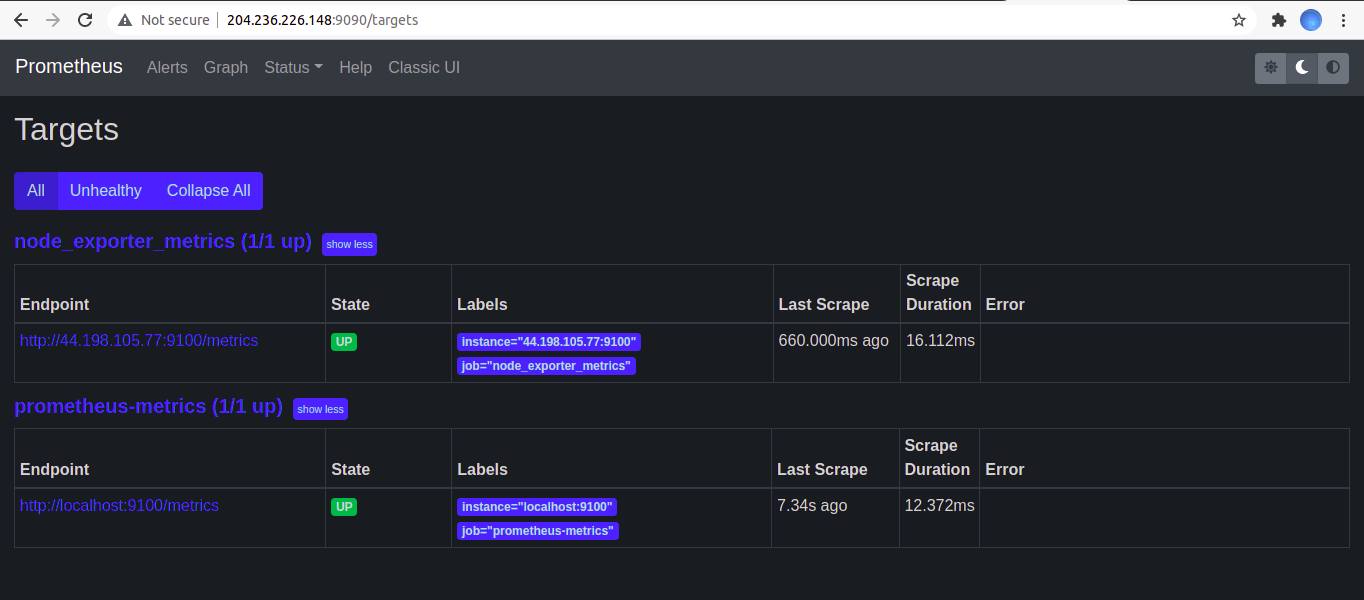 Not secure 204.236.226.148:9090/targets
Prometheus Alerts Graph Status Help Classic UI
Targets
All Unhealthy Collapse All
node_exporter_metrics (1/1 up) show less
Endpoint State Labels Last Scrape Scrape Duration Error
http://44.198.105.77:9100/metrics UP instance="44.198.105.77:9100" 660.000ms ago 16.112ms
job="node_exporter_metrics"
prometheus-metrics (1/1 up) show less
Endpoint State Labels Last Scrape Scrape Duration Error
http://localhost:9100/metrics UP instance="localhost:9100" 7.34s ago 12.372ms
job="prometheus-metrics"